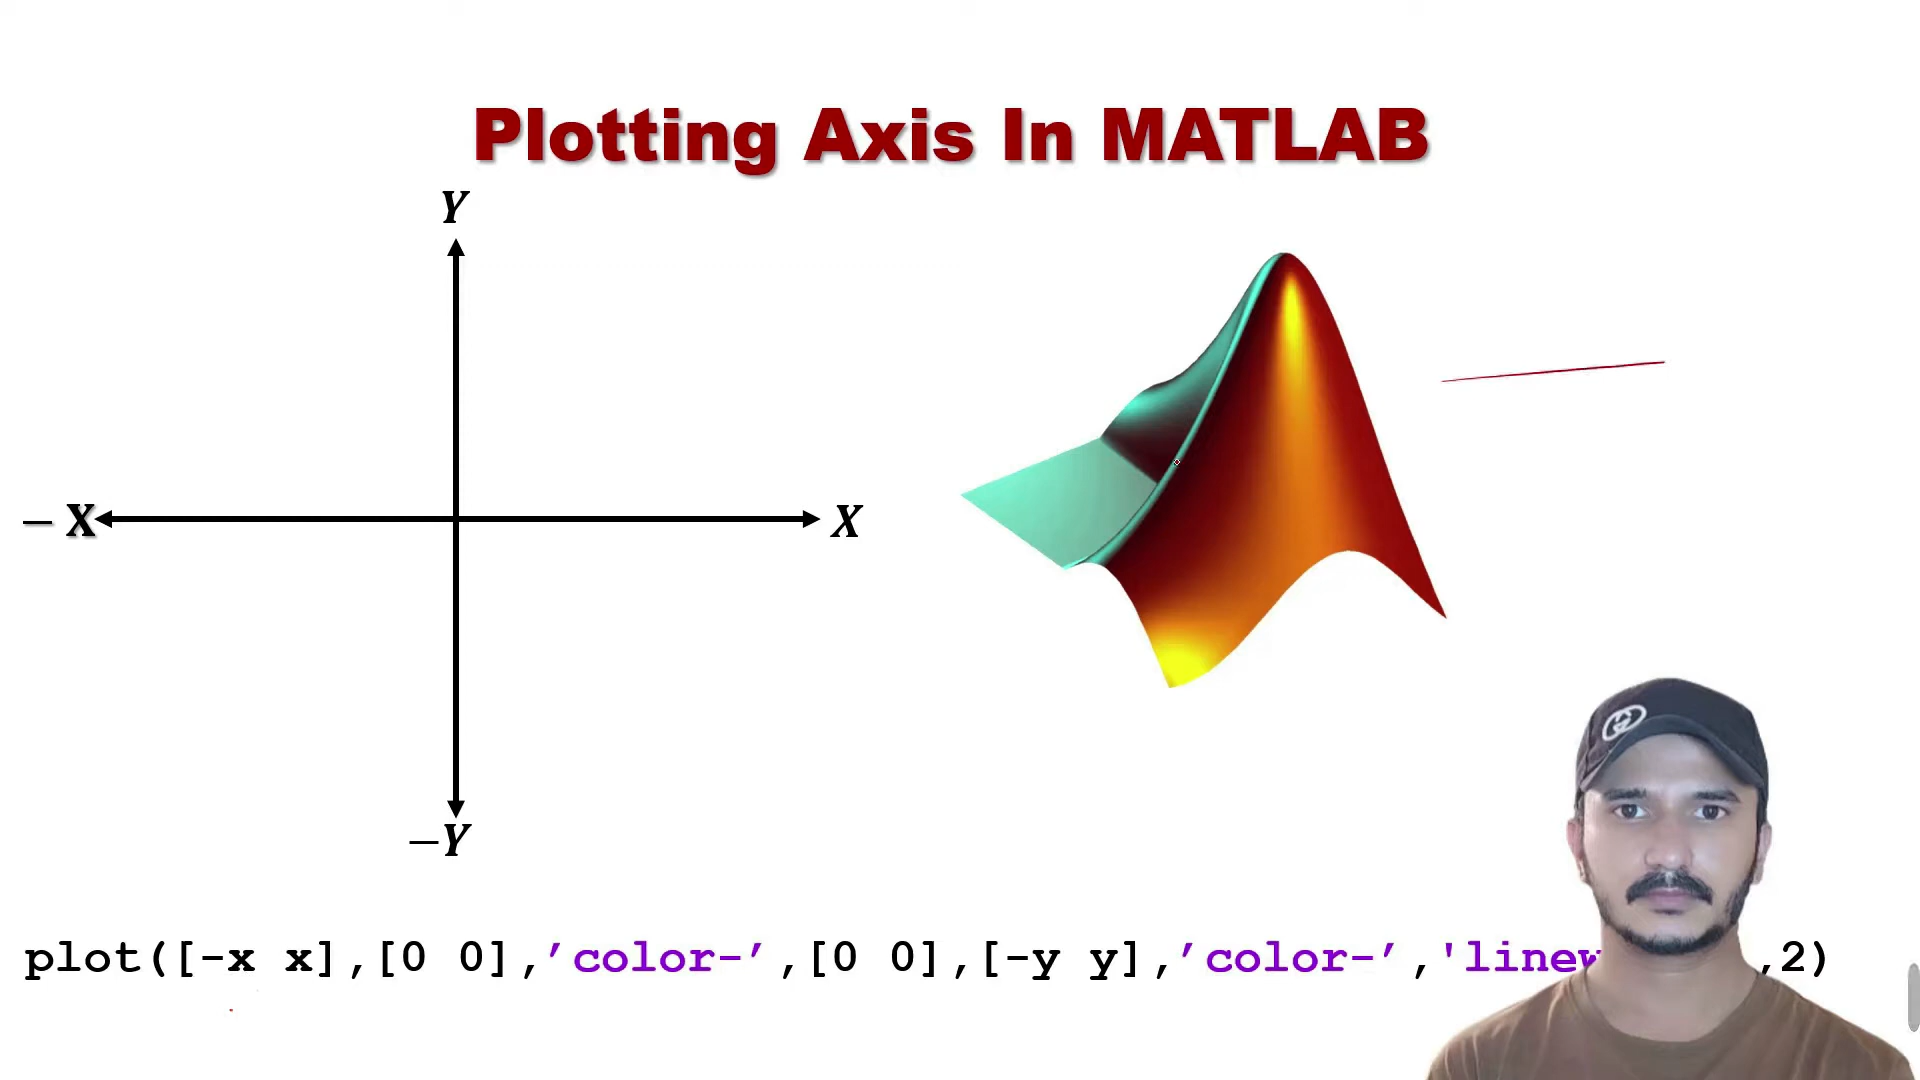 Plotting Axis In MATLAB
Y
– X
X
–Y
plot([-x x],[0 0],’color-’,[0 0],[-y y],’color-’,'linew ,2)